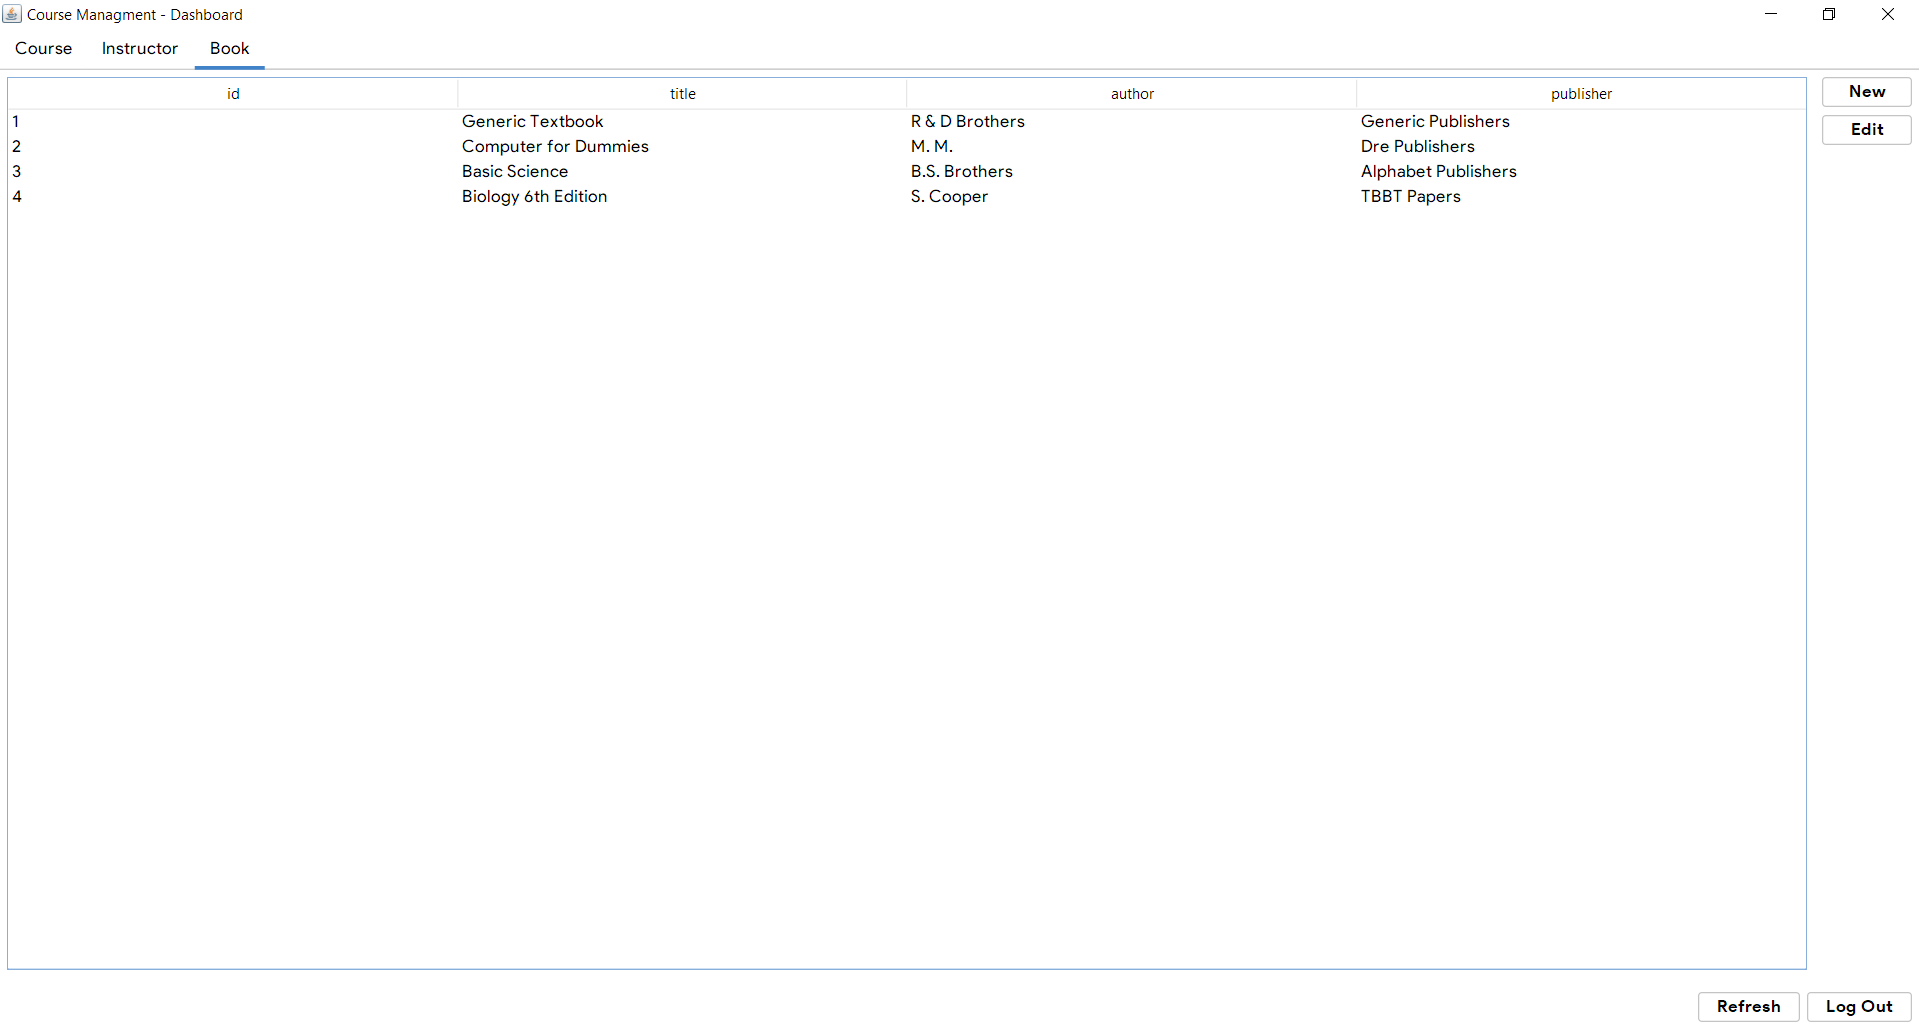 Course Managment - Dashboard
Course Instructor Book
id title author publisher
1 Generic Textbook R & D Brothers Generic Publishers
2 Computer for Dummies M. M. Dre Publishers
3 Basic Science B.S. Brothers Alphabet Publishers
4 Biology 6th Edition S. Cooper TBBT Papers
New
Edit
Refresh Log Out